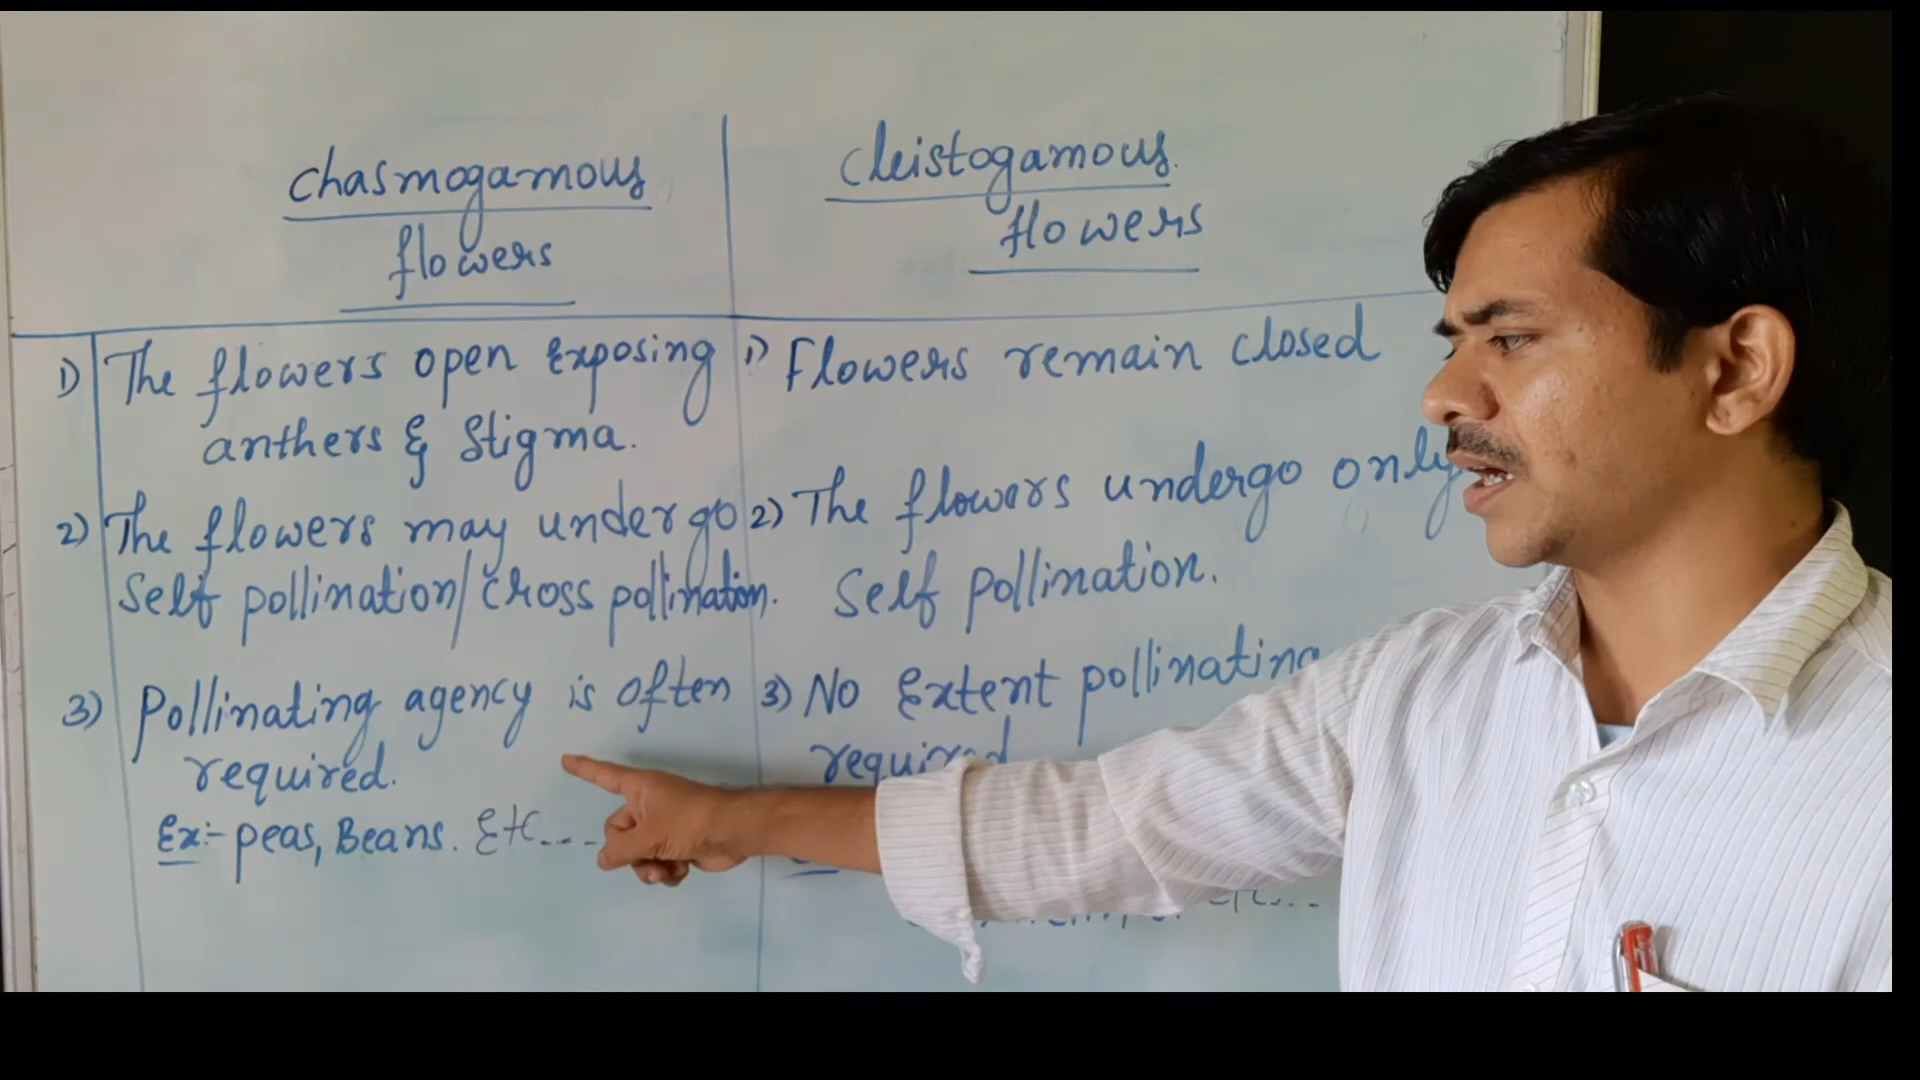 Chasmogamous
flowers
Cleistogamous.
flowers
1) The flowers open Exposing
anthers & Stigma.
2) The flowers may undergo
Self pollination/cross pollination.
3) Pollinating agency is often
required.
Ex:- peas, Beans. Etc...
1) Flowers remain closed
2) The flowers undergo only
Self pollination.
3) No Extent pollinating
required